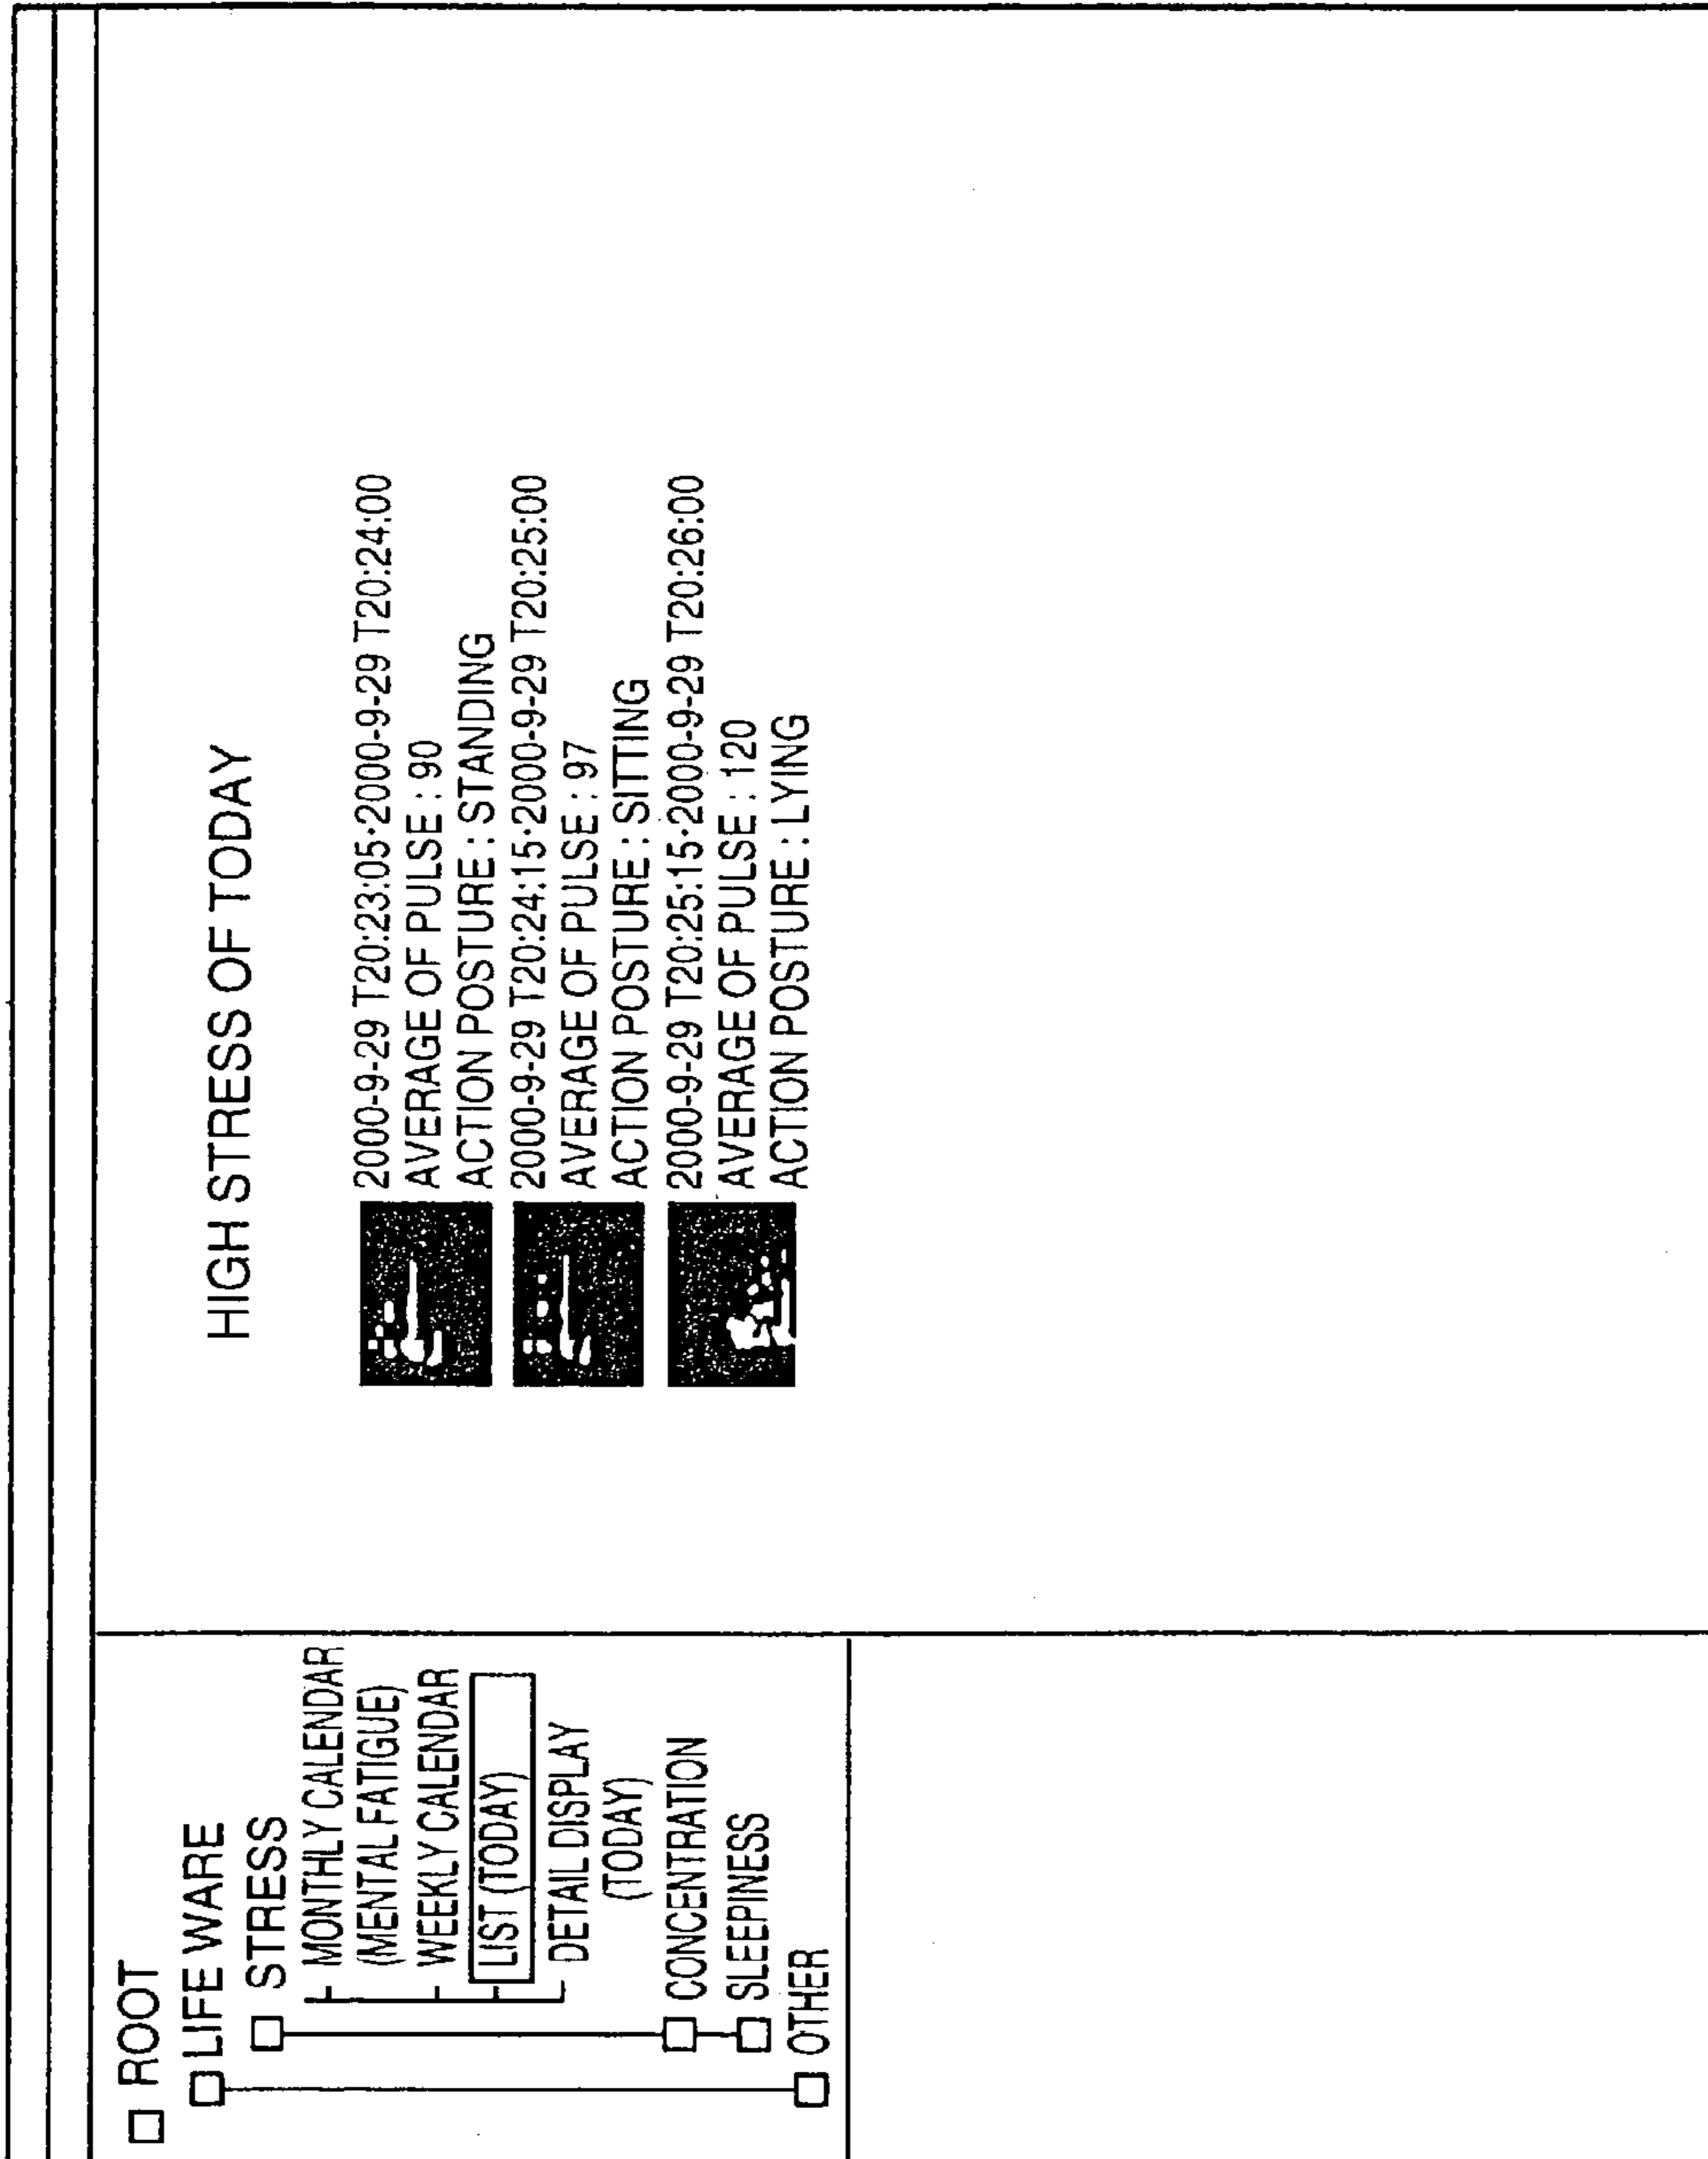 ROOT
LIFE WARE
STRESS
MONTHLY CALENDAR
(MENTAL FATIGUE)
WEEKLY CALENDAR
LIST (TODAY)
DETAIL DISPLAY
(TODAY)
CONCENTRATION
SLEEPINESS
OTHER
HIGH STRESS OF TODAY
2000-9-29 T20:23:05·2000-9-29 T20:24:00
AVERAGE OF PULSE : 90
ACTION POSTURE : STANDING
2000-9-29 T20:24:15·2000-9-29 T20:25:00
AVERAGE OF PULSE : 97
ACTION POSTURE : SITTING
2000-9-29 T20:25:15·2000-9-29 T20:26:00
AVERAGE OF PULSE : 120
ACTION POSTURE : LYING